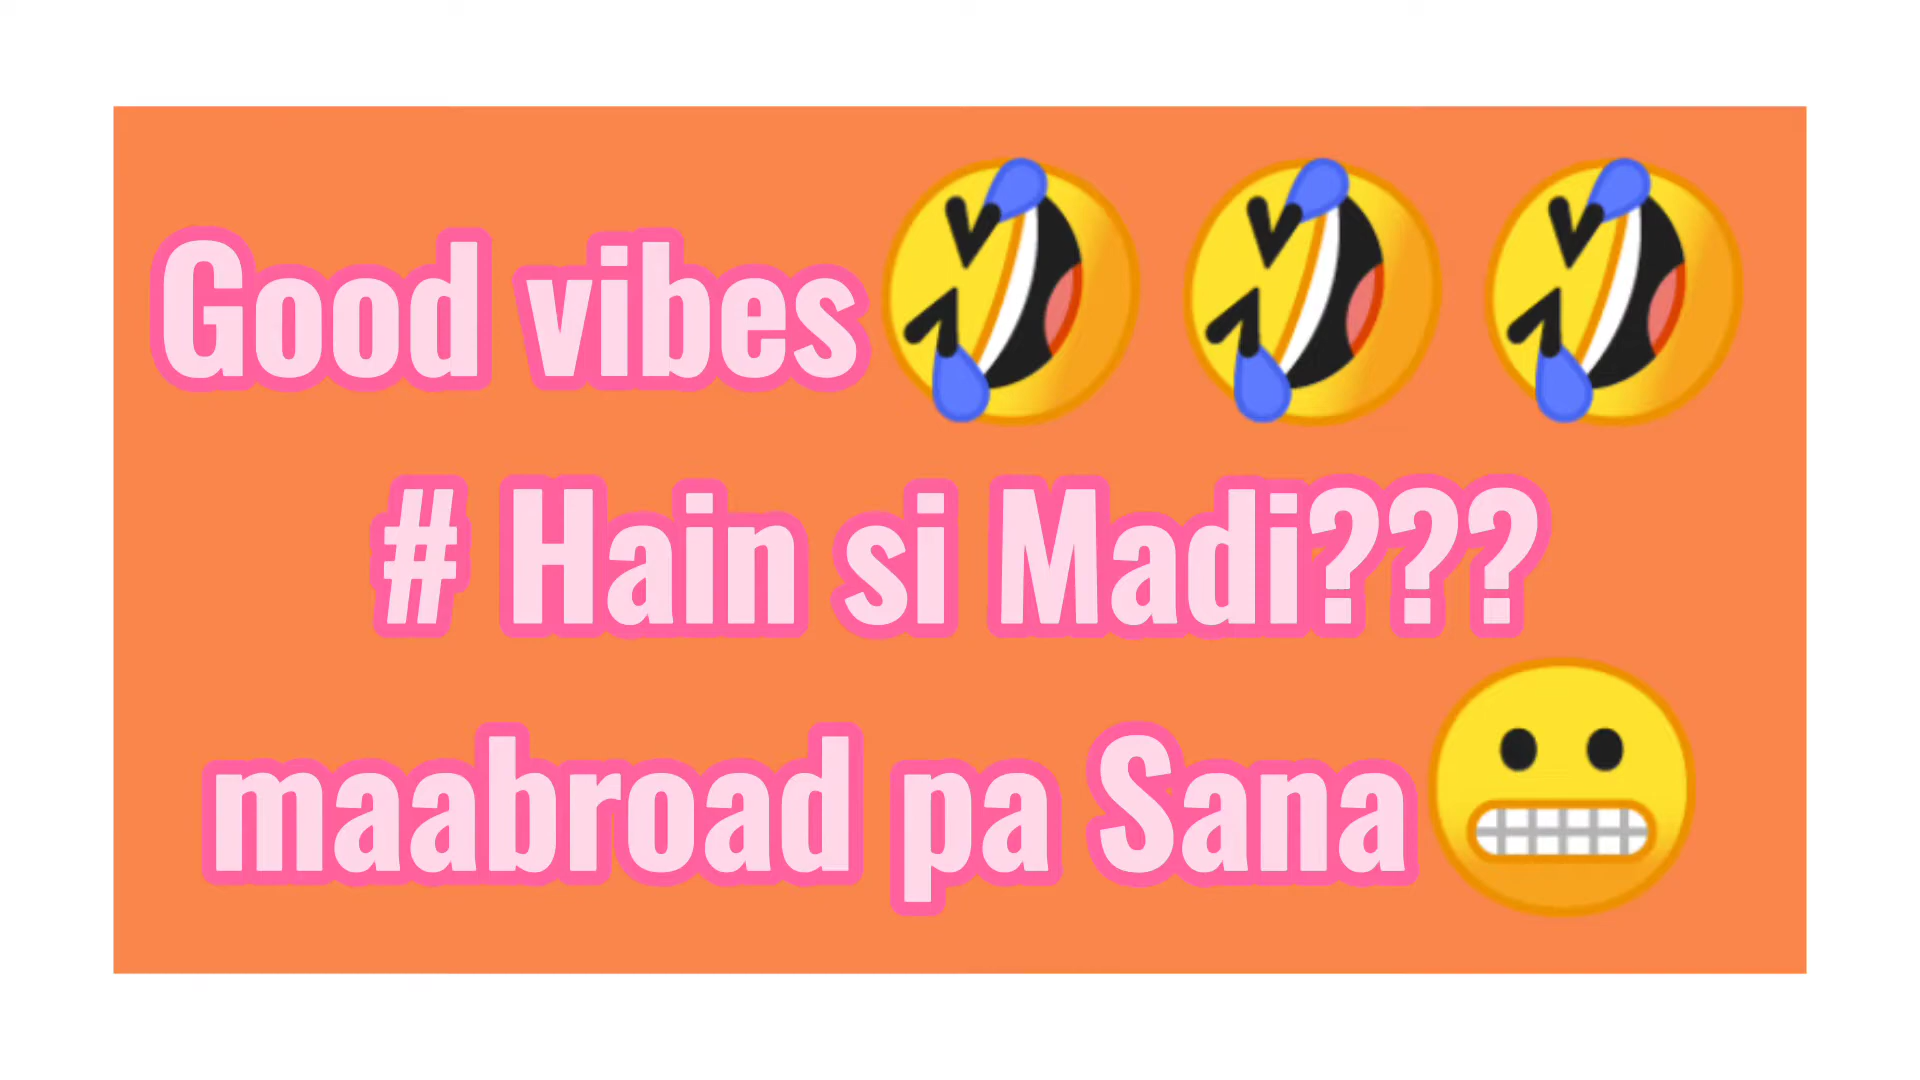 Good vibes🤣🤣🤣
# Hain si Madi???
maabroad pa Sana😬